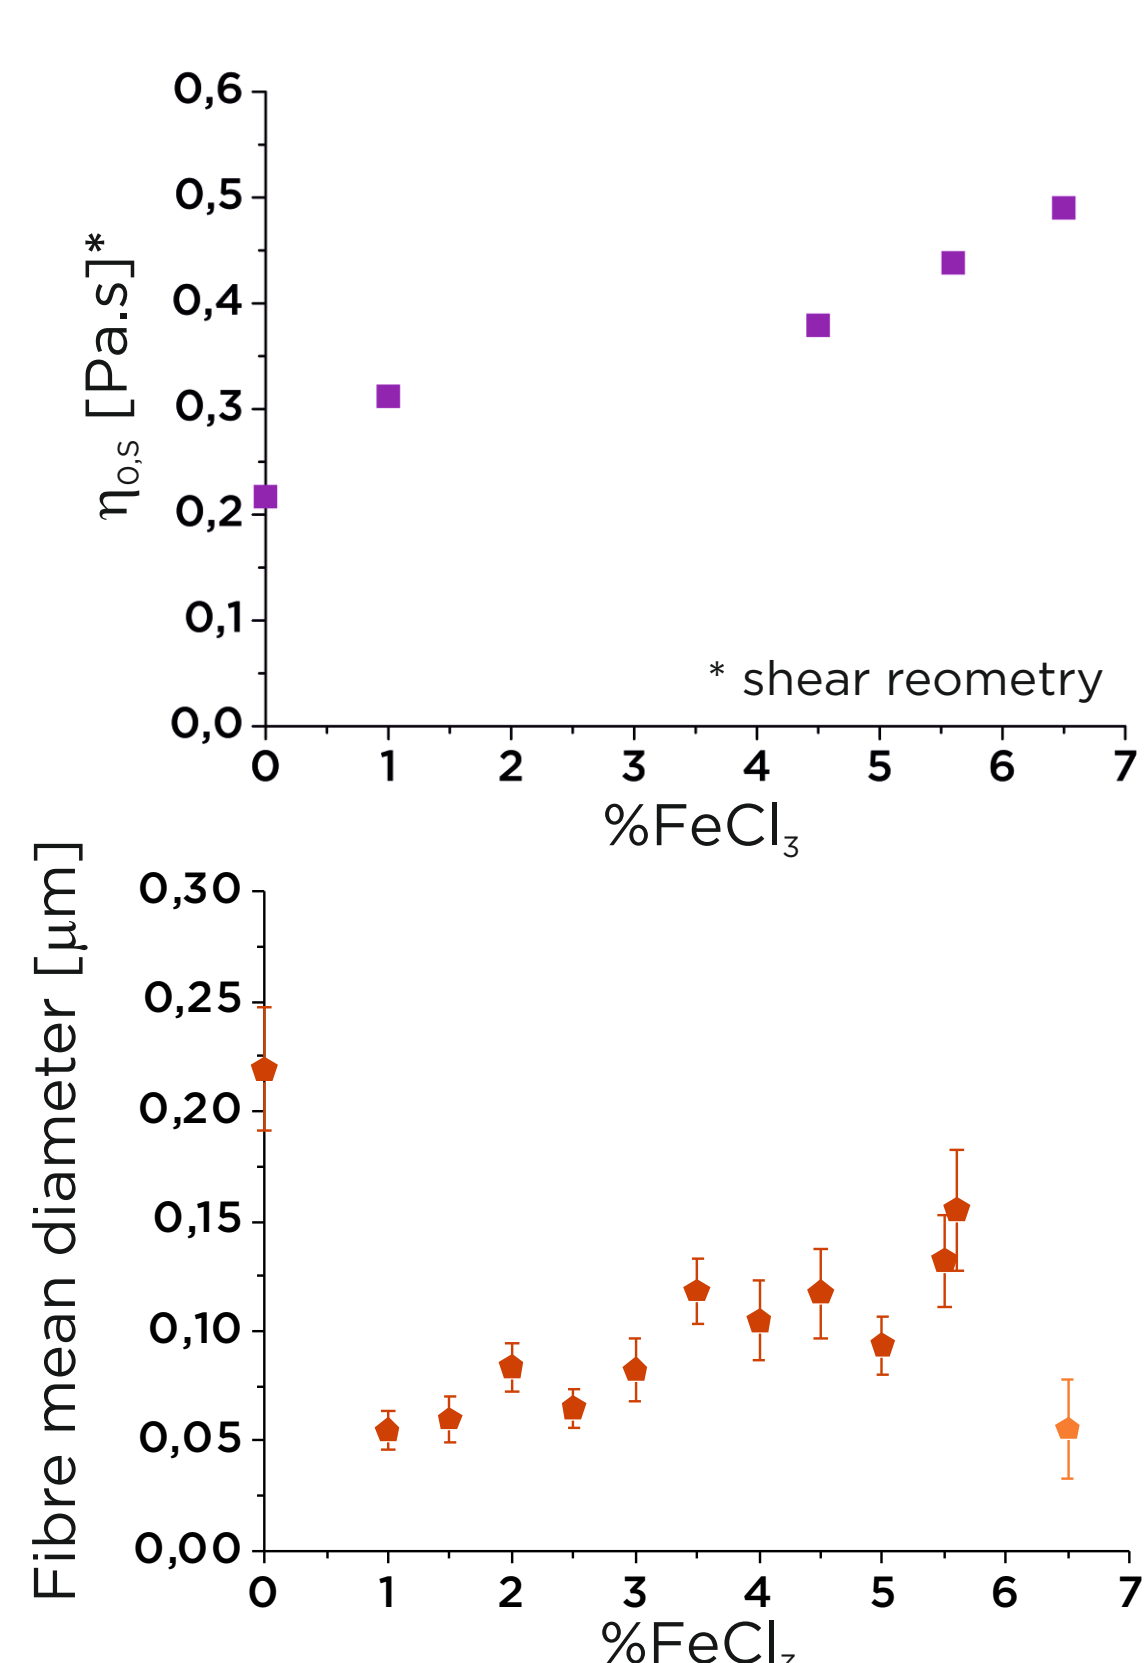 0,6
0,5
0,4
0,3
0,2
0,1
0,0
η0,s [Pa.s]*
* shear reometry
0 1 2 3 4 5 6 7
%FeCl3
0,30
0,25
0,20
0,15
0,10
0,05
0,00
Fibre mean diameter [μm]
0 1 2 3 4 5 6 7
%FeCl3